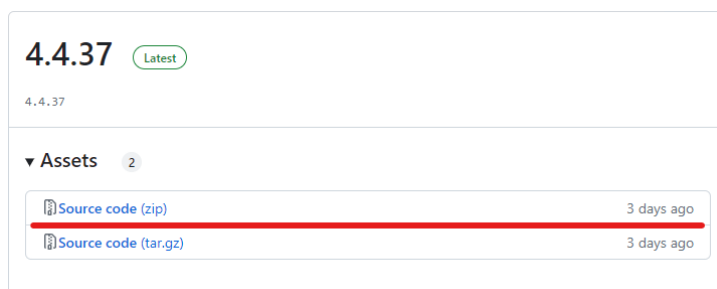 4.4.37 Latest
4.4.37
Assets 2
Source code (zip) 3 days ago
Source code (tar.gz) 3 days ago